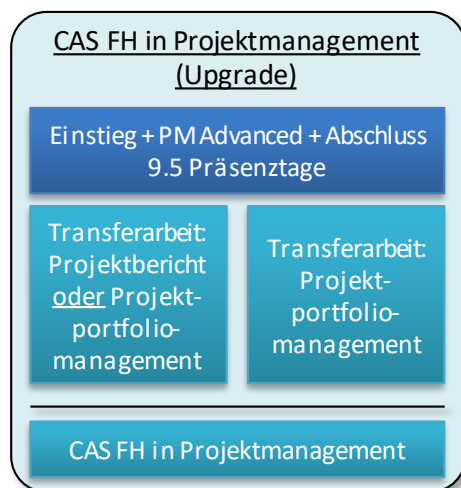 CAS FH in Projektmanagement
(Upgrade)
Einstieg + PM Advanced + Abschluss
9.5 Präsenztage
Transferarbeit:
Projektbericht
oder Projekt-
portfolio-
management
Transferarbeit:
Projekt-
portfolio-
management
CAS FH in Projektmanagement